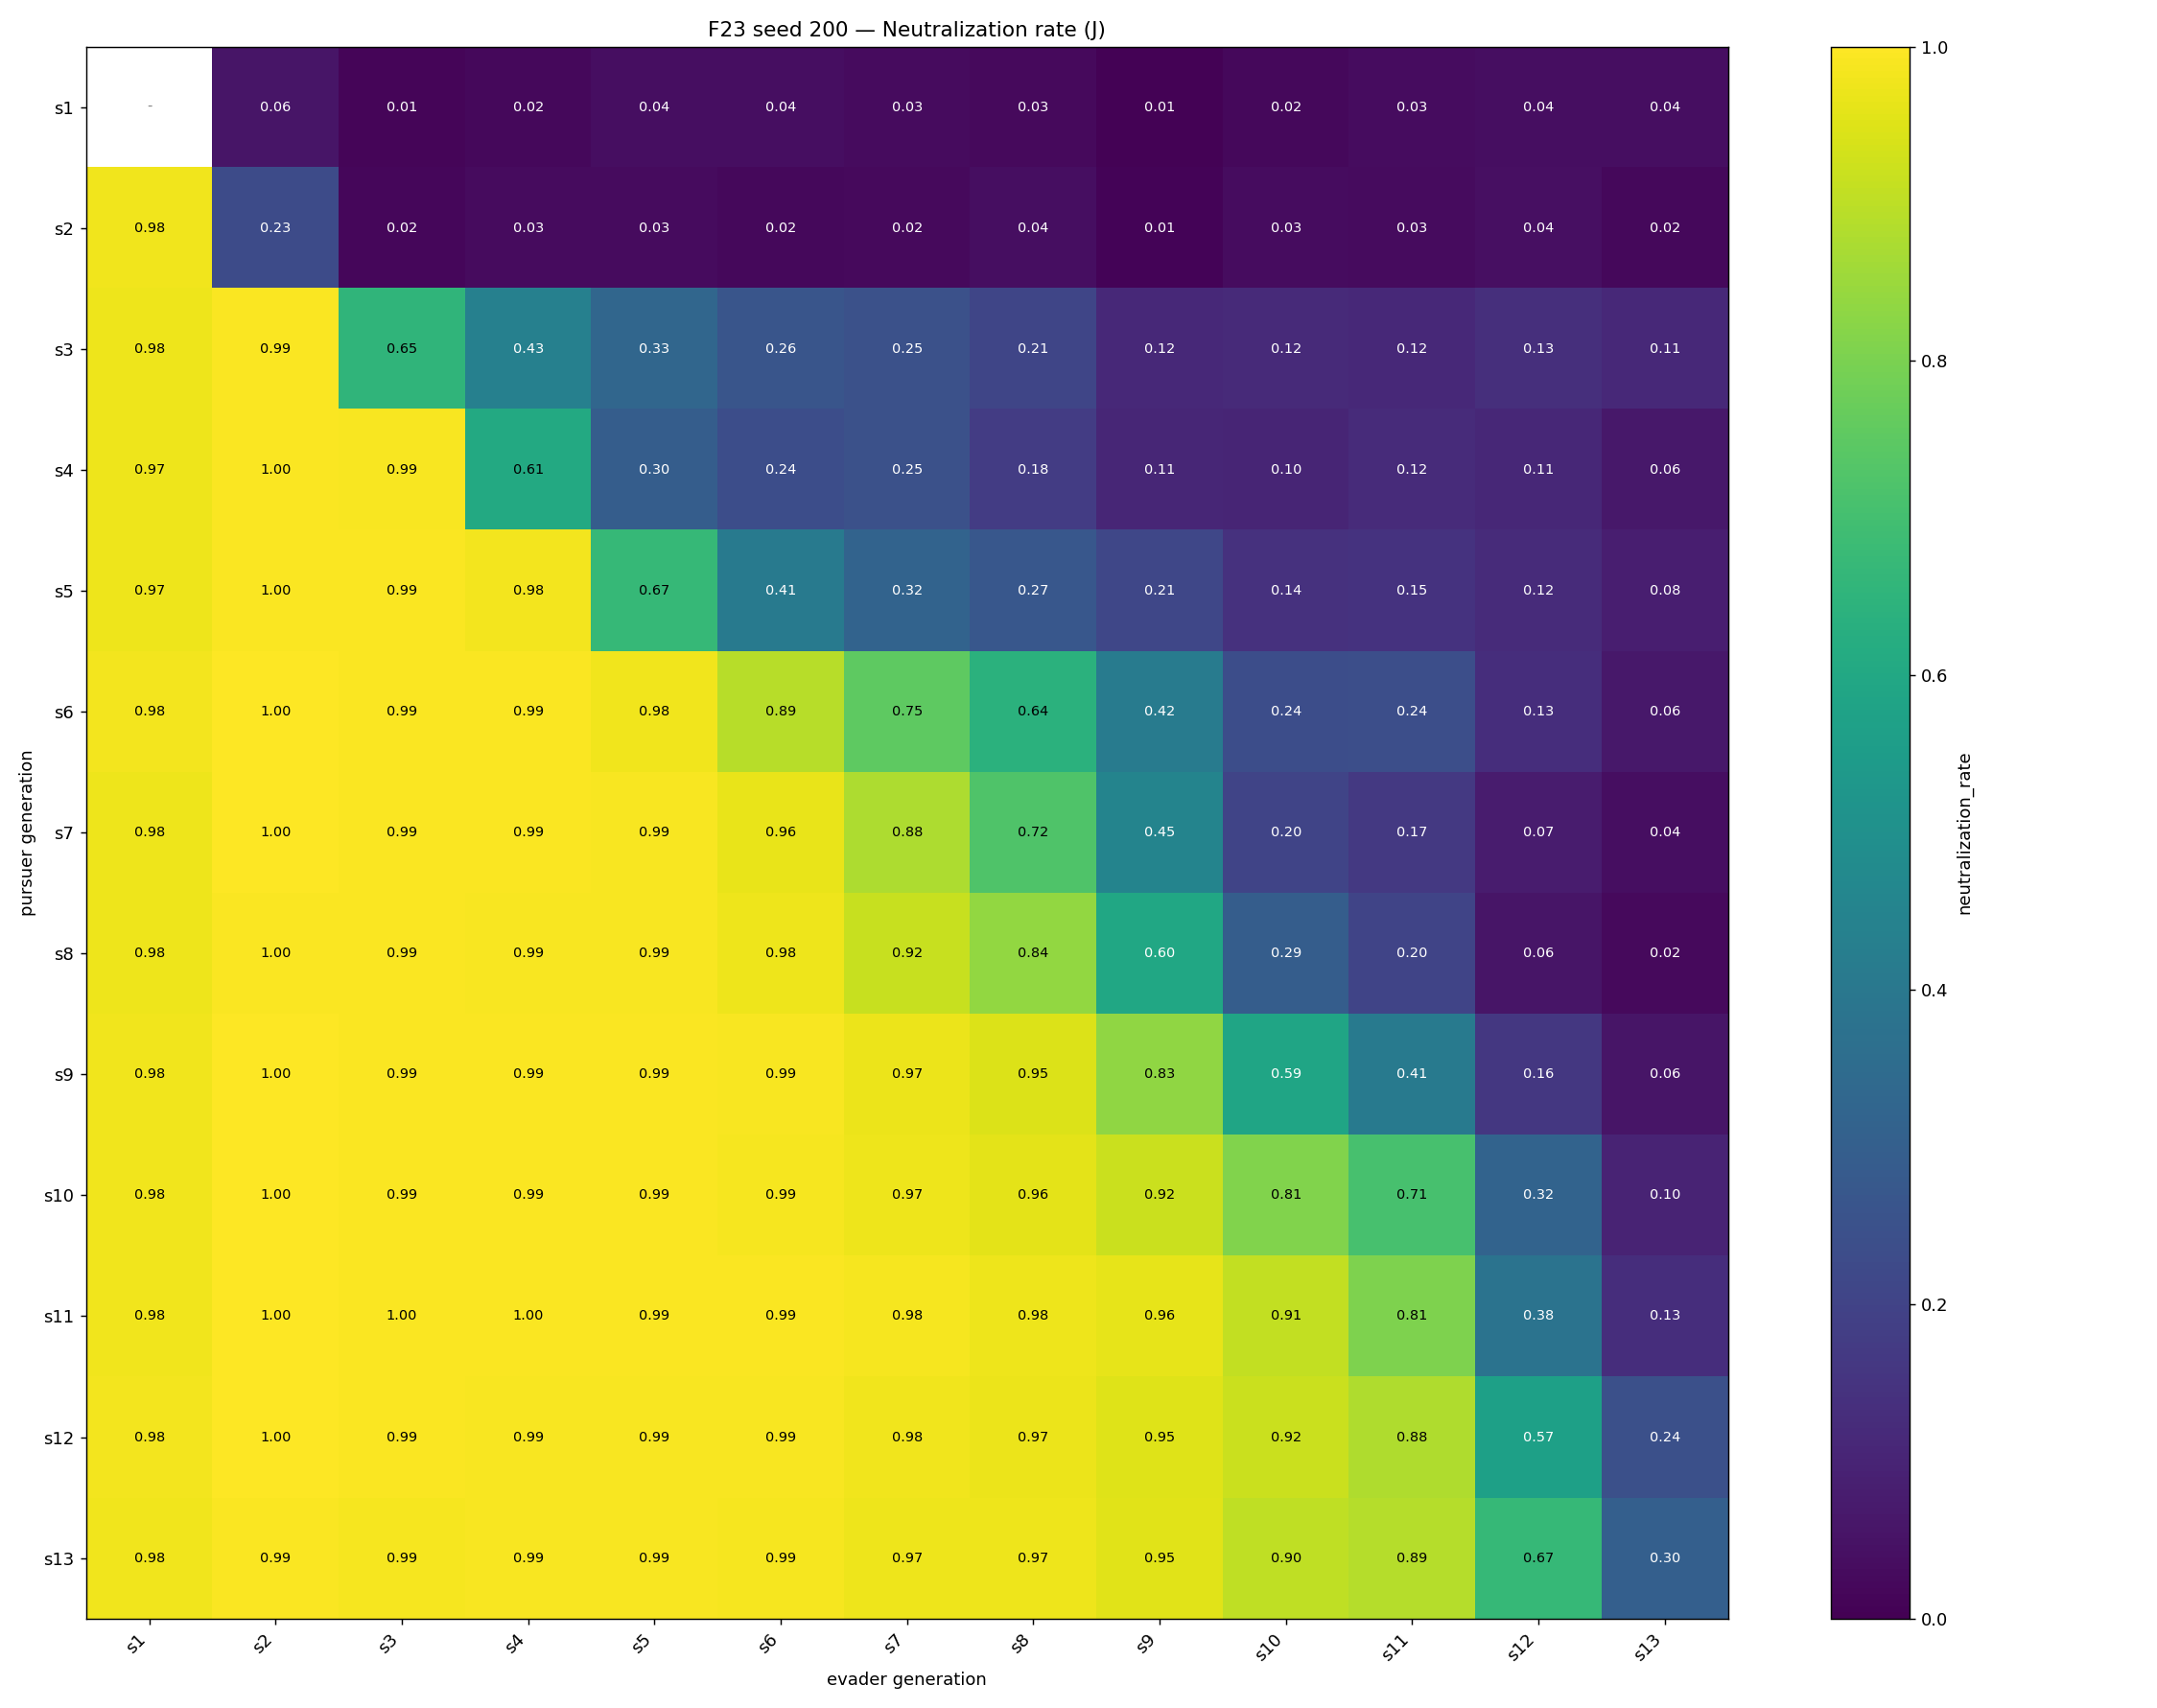 F23 seed 200 — Neutralization rate (J)
s1 - 0.06 0.01 0.02 0.04 0.04 0.03 0.03 0.01 0.02 0.03 0.04 0.04
s2 0.98 0.23 0.02 0.03 0.03 0.02 0.02 0.04 0.01 0.03 0.03 0.04 0.02
s3 0.98 0.99 0.65 0.43 0.33 0.26 0.25 0.21 0.12 0.12 0.12 0.13 0.11
s4 0.97 1.00 0.99 0.61 0.30 0.24 0.25 0.18 0.11 0.10 0.12 0.11 0.06
s5 0.97 1.00 0.99 0.98 0.67 0.41 0.32 0.27 0.21 0.14 0.15 0.12 0.08
s6 0.98 1.00 0.99 0.99 0.98 0.89 0.75 0.64 0.42 0.24 0.24 0.13 0.06
s7 0.98 1.00 0.99 0.99 0.99 0.96 0.88 0.72 0.45 0.20 0.17 0.07 0.04
s8 0.98 1.00 0.99 0.99 0.99 0.98 0.92 0.84 0.60 0.29 0.20 0.06 0.02
s9 0.98 1.00 0.99 0.99 0.99 0.99 0.97 0.95 0.83 0.59 0.41 0.16 0.06
s10 0.98 1.00 0.99 0.99 0.99 0.99 0.97 0.96 0.92 0.81 0.71 0.32 0.10
s11 0.98 1.00 1.00 1.00 0.99 0.99 0.98 0.98 0.96 0.91 0.81 0.38 0.13
s12 0.98 1.00 0.99 0.99 0.99 0.99 0.98 0.97 0.95 0.92 0.88 0.57 0.24
s13 0.98 0.99 0.99 0.99 0.99 0.99 0.97 0.97 0.95 0.90 0.89 0.67 0.30
s1 s2 s3 s4 s5 s6 s7 s8 s9 s10 s11 s12 s13
evader generation
pursuer generation
1.0
0.8
0.6
0.4
0.2
0.0
neutralization_rate